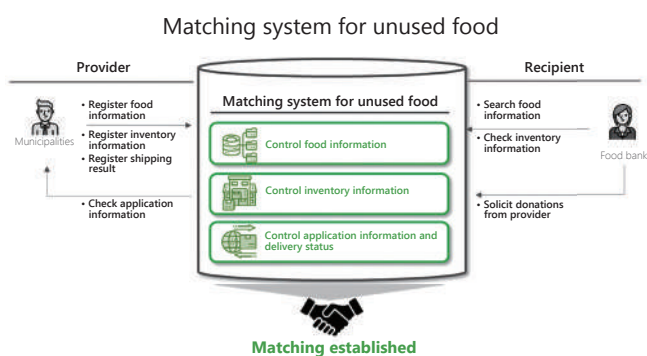 Matching system for unused food
Provider
Municipalities
• Register food
information
• Register inventory
information
• Register shipping
result
• Check application
information
Matching system for unused food
Control food information
Control inventory information
Control application information and
delivery status
Recipient
• Search food
information
• Check inventory
information
Food bank
• Solicit donations
from provider
Matching established